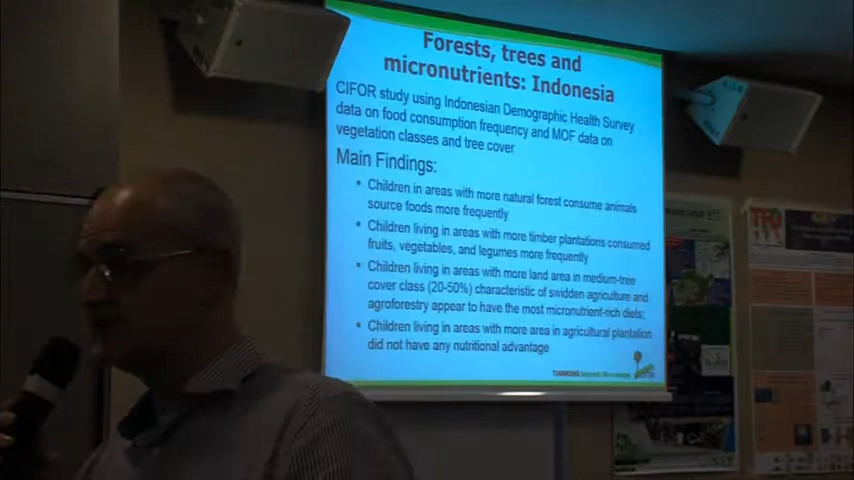 Forests, trees and
micronutrients: Indonesia
CIFOR study using Indonesian Demographic Health Survey
data on food consumption frequency and MOF data on
vegetation classes and tree cover
Main Findings:
• Children in areas with more natural forest consume animals
source foods more frequently
• Children living in areas with more timber plantations consumed
fruits, vegetables, and legumes more frequently
• Children living in areas with more land area in medium-tree
cover class (20-50%) characteristic of swidden agriculture and
agroforestry appear to have the most micronutrient-rich diets;
• Children living in areas with more area in agricultural plantation
did not have any nutritional advantage.
THINKING beyond